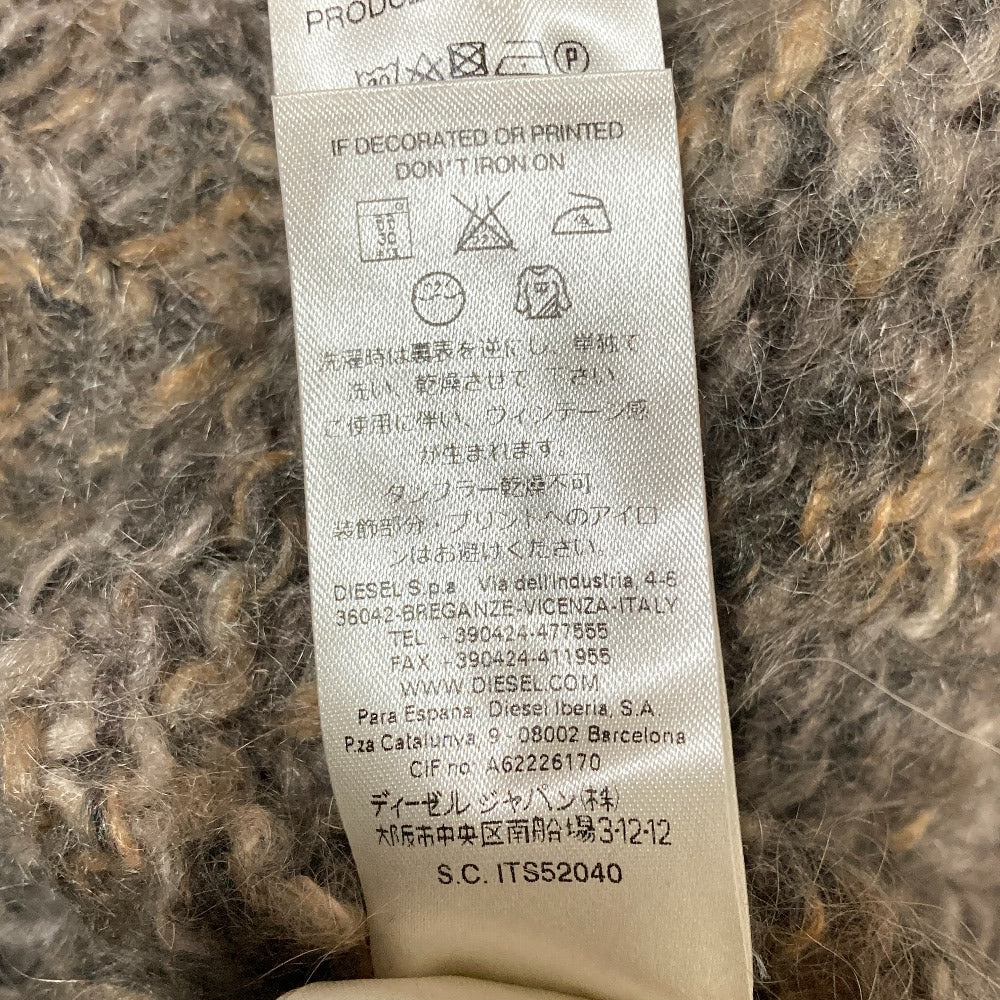 PRODU
30 P
IF DECORATED OR PRINTED
DON'T IRON ON
洗濯時は裏表を逆にし、単独で
洗い、乾燥させて下さい。
ご使用に伴い、ヴィンテージ感
が生まれます。
タンブラー乾燥不可
装飾部分・プリントへのアイロ
ンはお避けください。
DIESEL S.p.a. Via dell'Industria, 4-6
36042-BREGANZE-VICENZA-ITALY
TEL +390424-477555
FAX +390424-411955
WWW.DIESEL.COM
Para Espana: Diesel Iberia, S.A.
Pza Catalunya, 9 - 08002 Barcelona
CIF no A62226170
ディーゼル ジャパン(株)
大阪市中央区南船場3-12-12
S.C. ITS52040